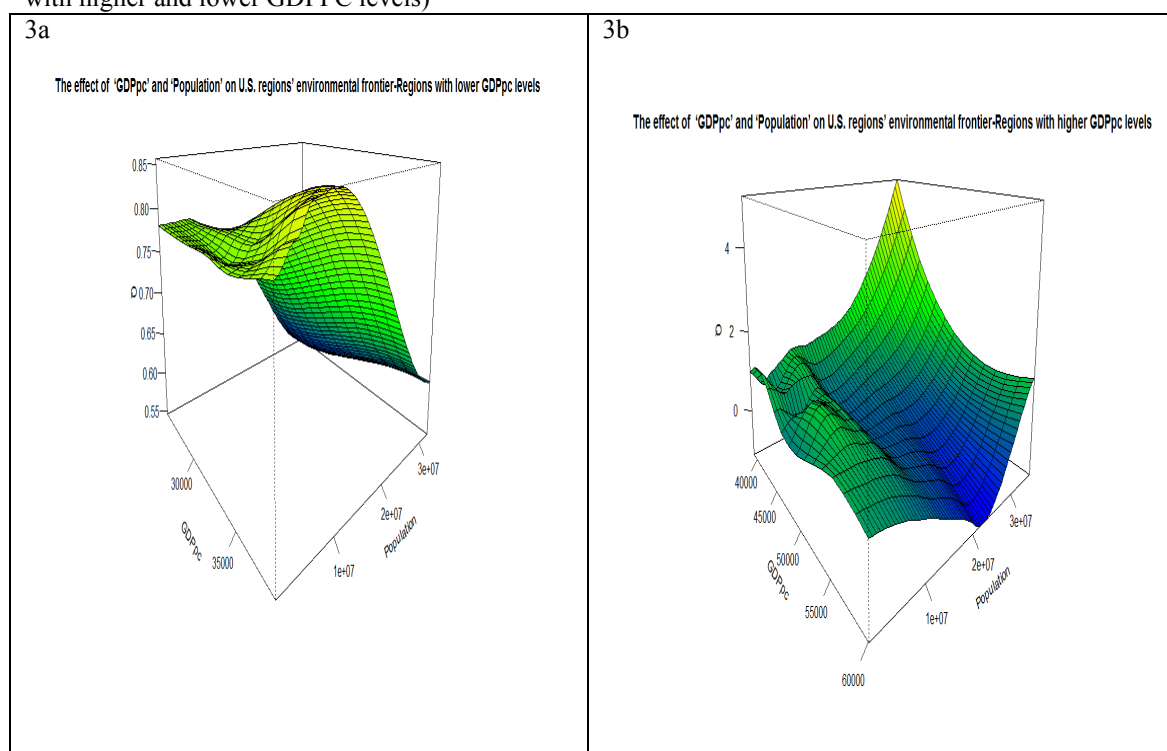 with higher and lower GDPPC levels)
3a
The effect of 'GDPpc' and 'Population' on U.S. regions' environmental frontier-Regions with lower GDPpc levels
0.85
0.80
0.75
0.70
0.65
0.60
0.55
Q
30000
35000
GDPpc
1e+07
2e+07
3e+07
Population
3b
The effect of 'GDPpc' and 'Population' on U.S. regions' environmental frontier-Regions with higher GDPpc levels
4
2
0
Q
40000
45000
50000
55000
60000
GDPpc
1e+07
2e+07
3e+07
Population